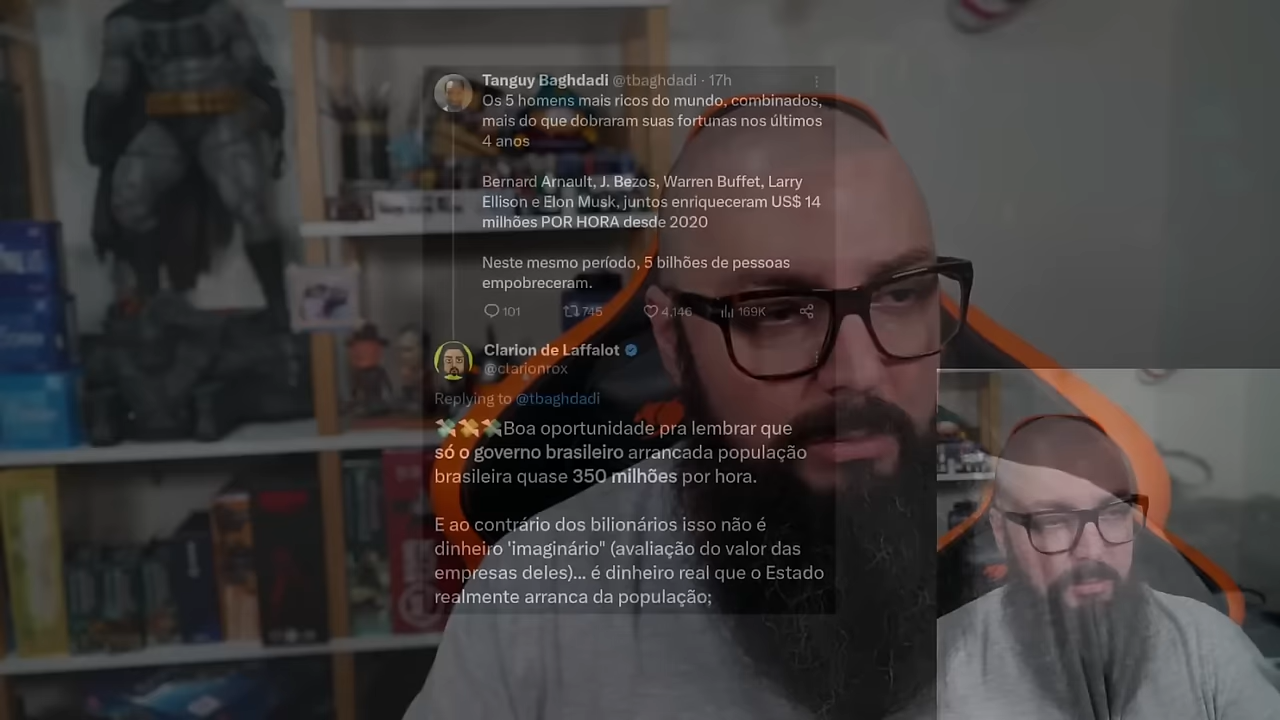 Tanguy Baghdadi @tbaghdadi · 17h
Os 5 homens mais ricos do mundo, combinados,
mais do que dobraram suas fortunas nos últimos
4 anos
Bernard Arnault, J. Bezos, Warren Buffet, Larry
Ellison e Elon Musk, juntos enriqueceram US$ 14
milhões POR HORA desde 2020
Neste mesmo período, 5 bilhões de pessoas
empobreceram.
101 745 4,146 169K
Clarion de Laffalot
@clarionrox
Replying to @tbaghdadi
💸💸💸Boa oportunidade pra lembrar que
só o governo brasileiro arrancada população
brasileira quase 350 milhões por hora.
E ao contrário dos bilionários isso não é
dinheiro 'imaginário" (avaliação do valor das
empresas deles)... é dinheiro real que o Estado
realmente arranca da população;